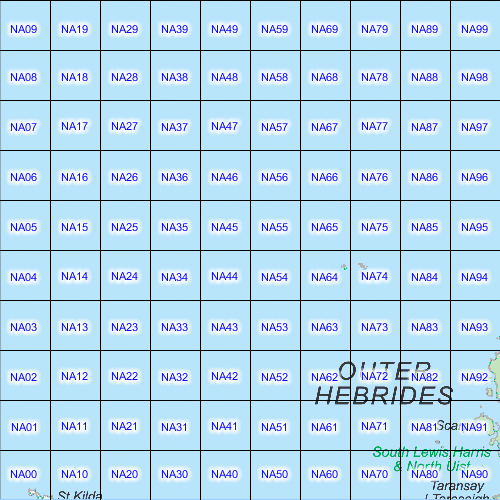 NA09 NA19 NA29 NA39 NA49 NA59 NA69 NA79 NA89 NA99
NA08 NA18 NA28 NA38 NA48 NA58 NA68 NA78 NA88 NA98
NA07 NA17 NA27 NA37 NA47 NA57 NA67 NA77 NA87 NA97
NA06 NA16 NA26 NA36 NA46 NA56 NA66 NA76 NA86 NA96
NA05 NA15 NA25 NA35 NA45 NA55 NA65 NA75 NA85 NA95
NA04 NA14 NA24 NA34 NA44 NA54 NA64 NA74 NA84 NA94
NA03 NA13 NA23 NA33 NA43 NA53 NA63 NA73 NA83 NA93
OUTER
NA02 NA12 NA22 NA32 NA42 NA52 NA62 NA72 NA82 NA92
HEBRIDES
NA01 NA11 NA21 NA31 NA41 NA51 NA61 NA71 NA81 NA91
South Lewis, Harris
& North Uist
NA00 NA10 NA20 NA30 NA40 NA50 NA60 NA70 NA80 NA90
Taransay
St Kilda